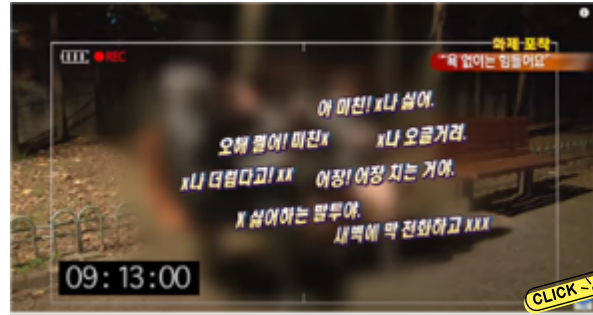 화제 포착
"욕 없이는 힘들어요"
REC
아 미친! x나 싫어.
오해 쩔어! 미친x
x나 오글거려.
x나 더럽다고! xx
어장! 어장 치는 거야.
X 싫어하는 말투야.
새벽에 막 전화하고 XXX
09:13:00
CLICK